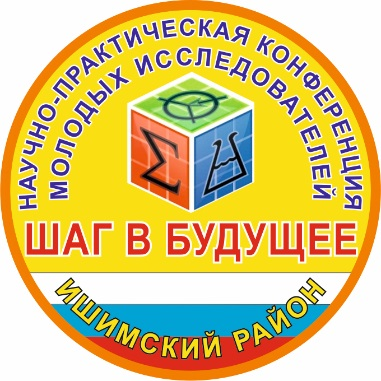 НАУЧНО-ПРАКТИЧЕСКАЯ КОНФЕРЕНЦИЯ
МОЛОДЫХ ИССЛЕДОВАТЕЛЕЙ
Σ
ШАГ В БУДУЩЕЕ
ИШИМСКИЙ РАЙОН